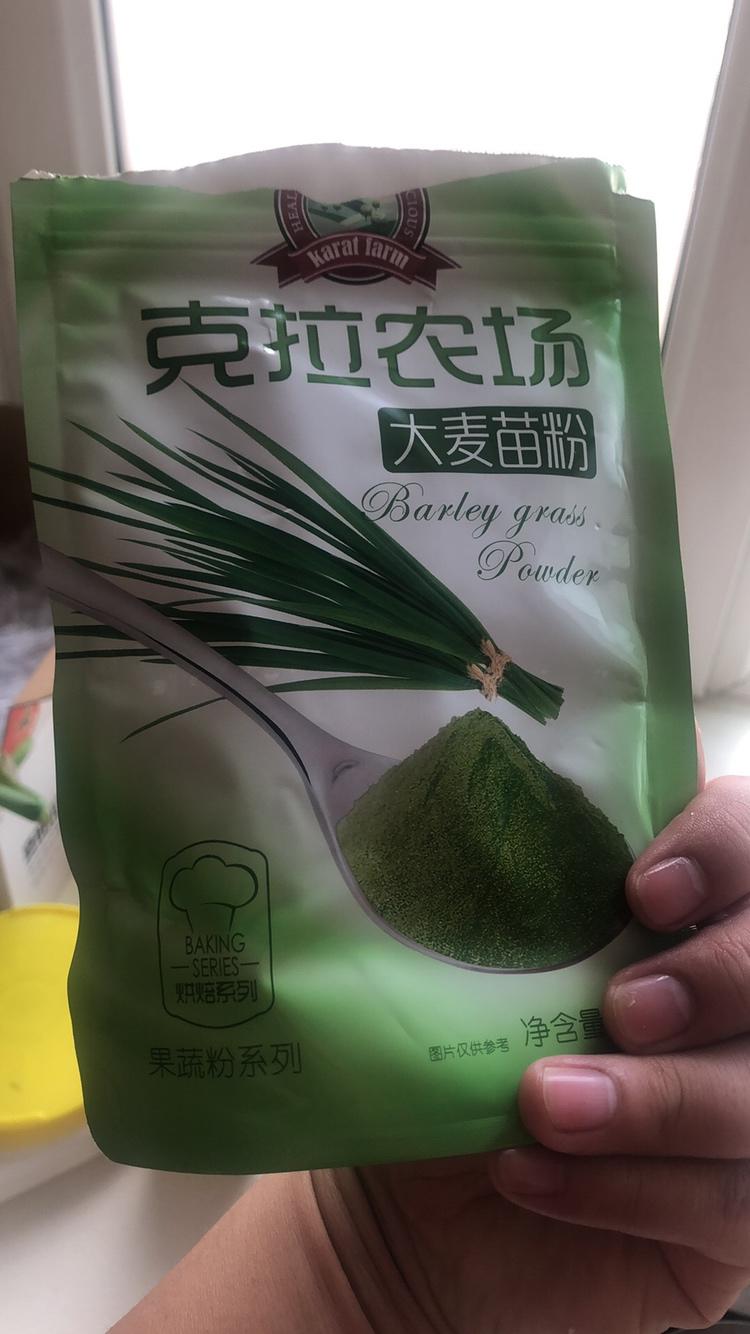 karat farm
克拉农场
大麦苗粉
Barley grass
Powder
BAKING
SERIES
烘焙系列
果蔬粉系列
图片仅供参考
净含量